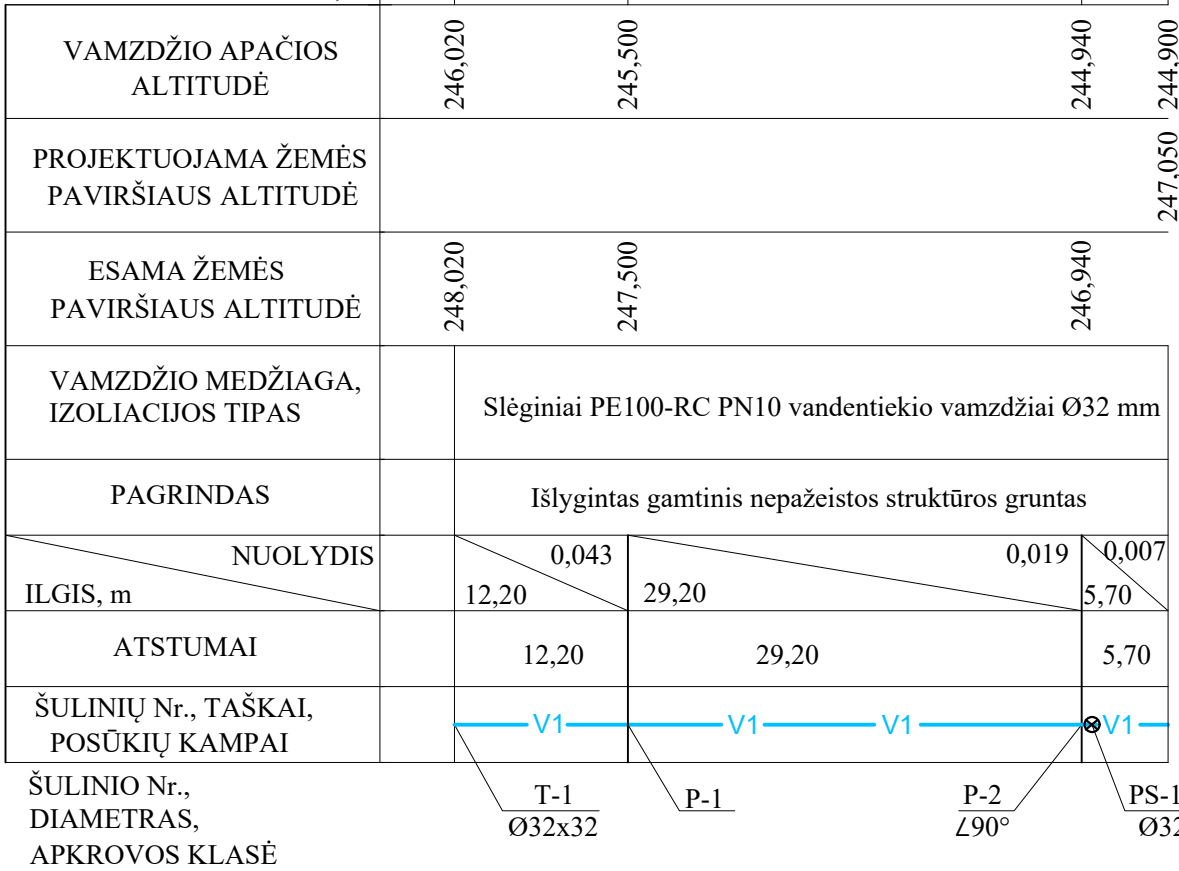 VAMZDŽIO APAČIOS
ALTITUDĖ
246,020
245,500
244,940
244,900
PROJEKTUOJAMA ŽEMĖS
PAVIRŠIAUS ALTITUDĖ
247,050
ESAMA ŽEMĖS
PAVIRŠIAUS ALTITUDĖ
248,020
247,500
246,940
VAMZDŽIO MEDŽIAGA,
IZOLIACIJOS TIPAS
Slėginiai PE100-RC PN10 vandentiekio vamzdžiai Ø32 mm
PAGRINDAS
Išlygintas gamtinis nepažeistos struktūros gruntas
NUOLYDIS
ILGIS, m
0,043
12,20
0,019
29,20
0,007
5,70
ATSTUMAI
12,20
29,20
5,70
ŠULINIŲ Nr., TAŠKAI,
POSŪKIŲ KAMPAI
V1
V1
V1
V1
ŠULINIO Nr.,
DIAMETRAS,
APKROVOS KLASĖ
T-1
Ø32x32
P-1
P-2
∠90°
PS-1
Ø32